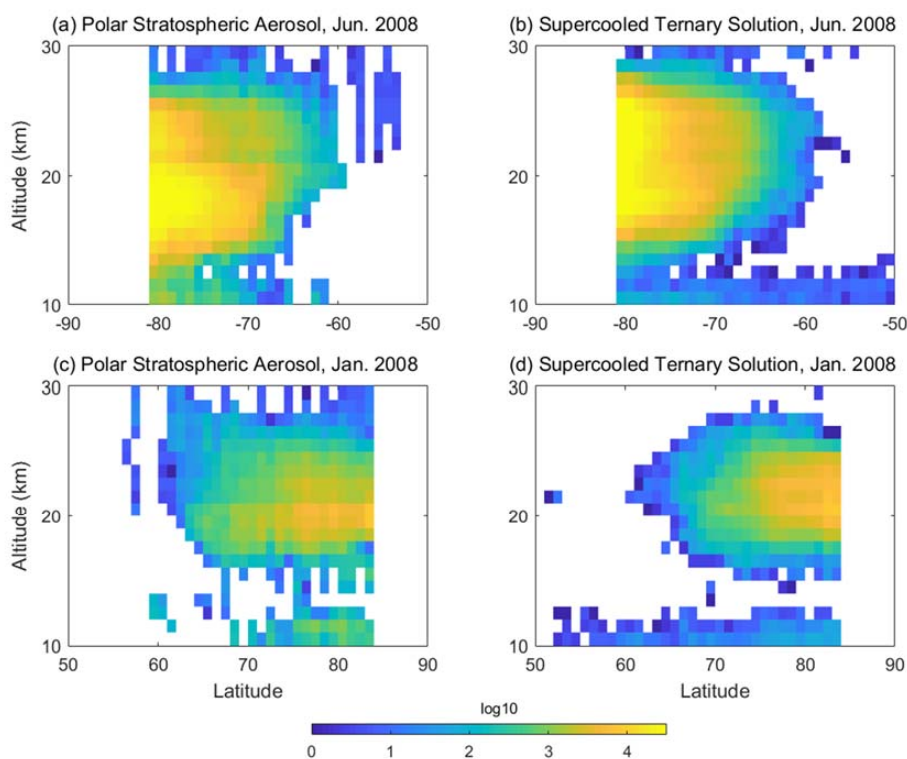 (a) Polar Stratospheric Aerosol, Jun. 2008
(b) Supercooled Ternary Solution, Jun. 2008
30
20
10
Altitude (km)
-90 -80 -70 -60 -50
30
20
10
-90 -80 -70 -60 -50
(c) Polar Stratospheric Aerosol, Jan. 2008
(d) Supercooled Ternary Solution, Jan. 2008
30
20
10
Altitude (km)
50 60 70 80 90
Latitude
30
20
10
50 60 70 80 90
Latitude
log10
0 1 2 3 4